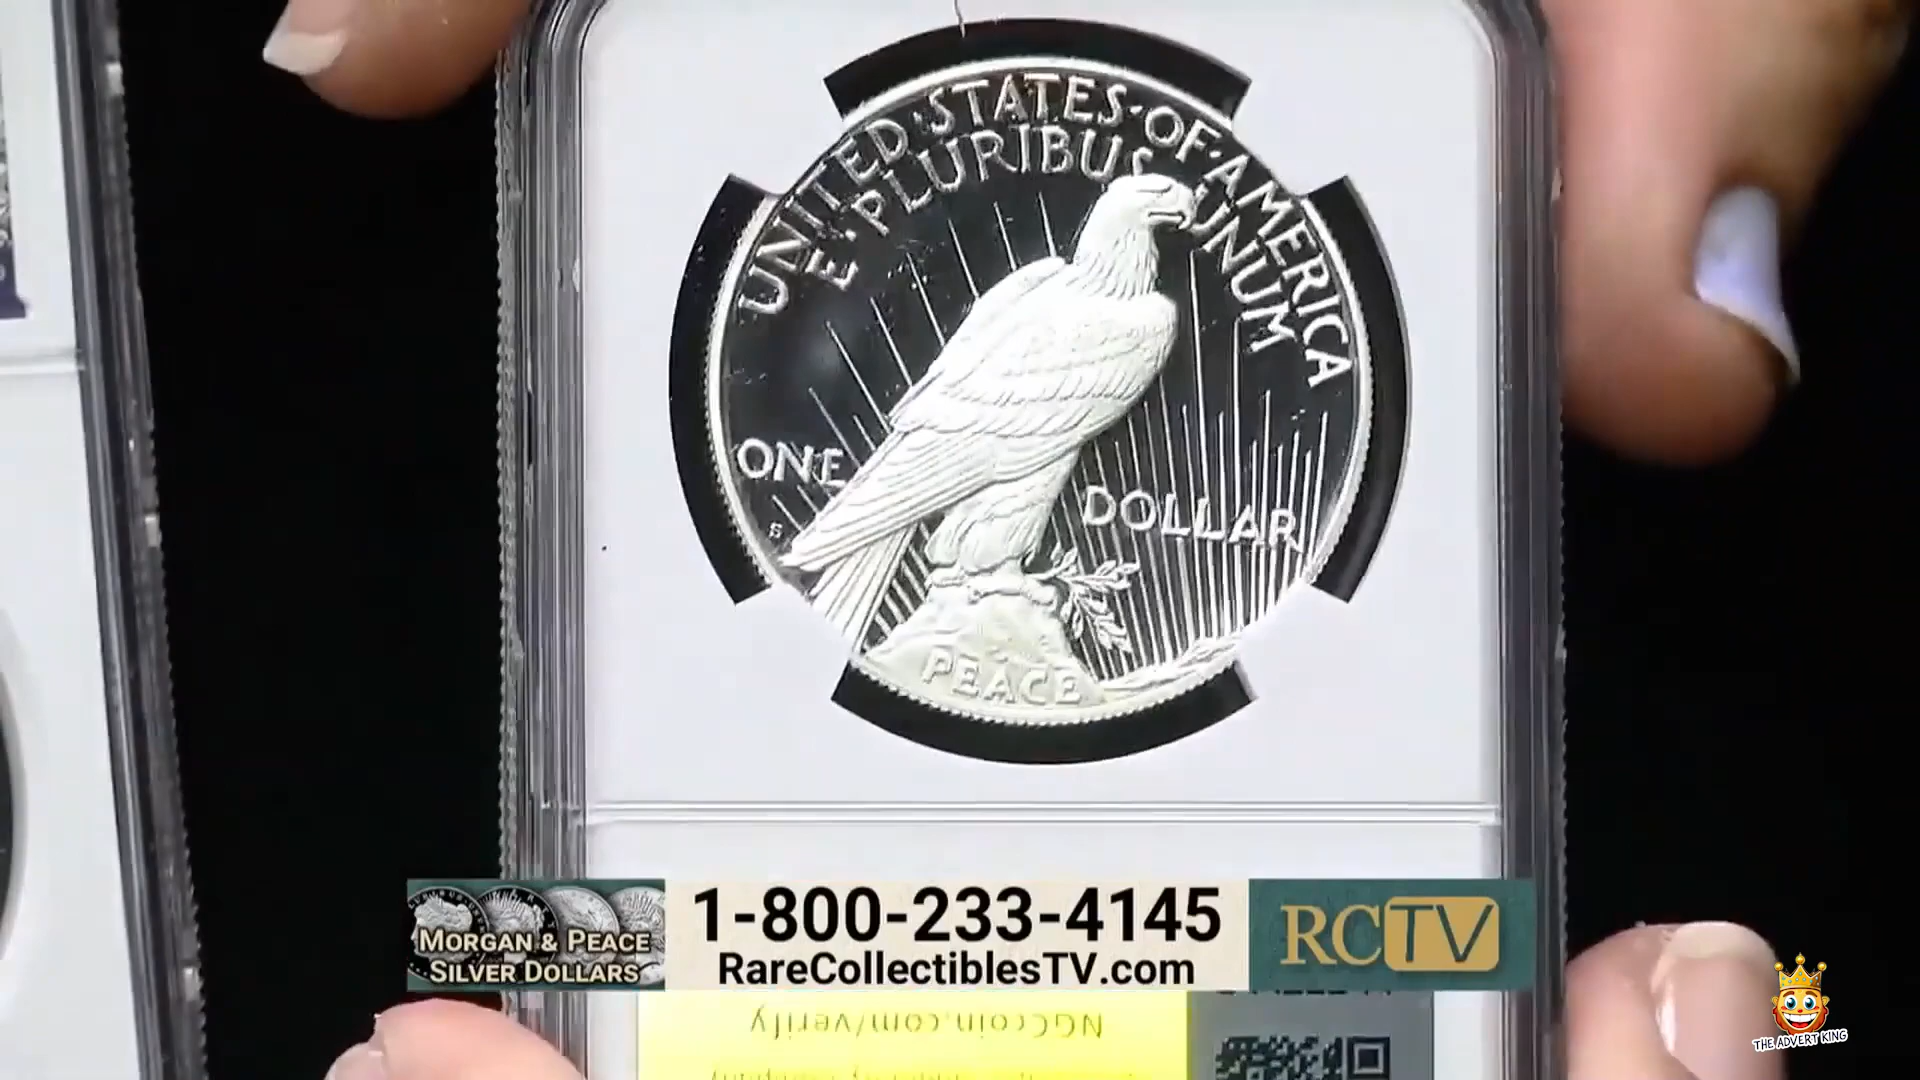 UNITED·STATES·OF·AMERICA
E·PLURIBUS UNUM
ONE DOLLAR
S
PEACE
MORGAN & PEACE
SILVER DOLLARS
1-800-233-4145
RareCollectiblesTV.com
RCTV
NGCcoin.com/verify
THE ADVERT KING